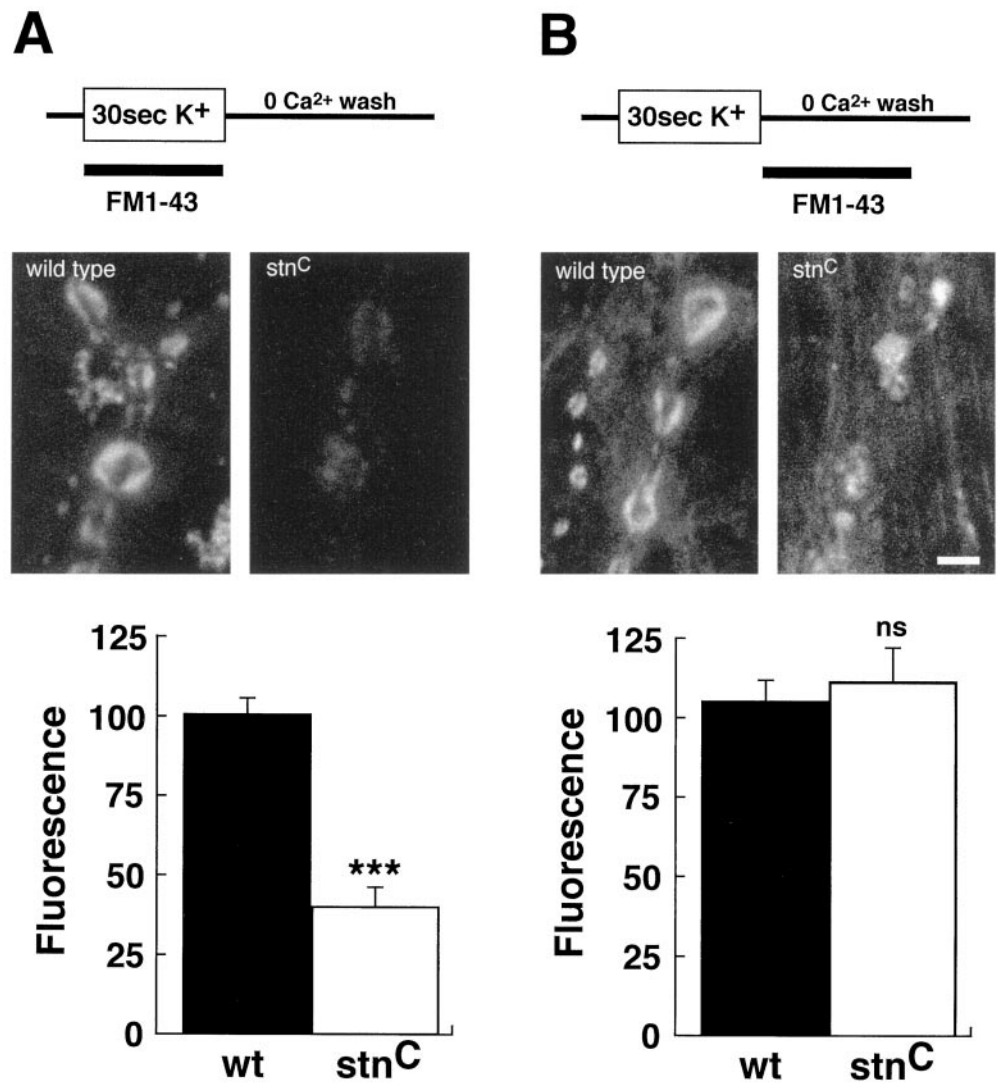 A
30sec K+
0 Ca2+ wash
FM1-43
wild type
stnC
125
100
75
50
25
0
Fluorescence
***
wt
stnC
B
30sec K+
0 Ca2+ wash
FM1-43
wild type
stnC
125
100
75
50
25
0
Fluorescence
ns
wt
stnC